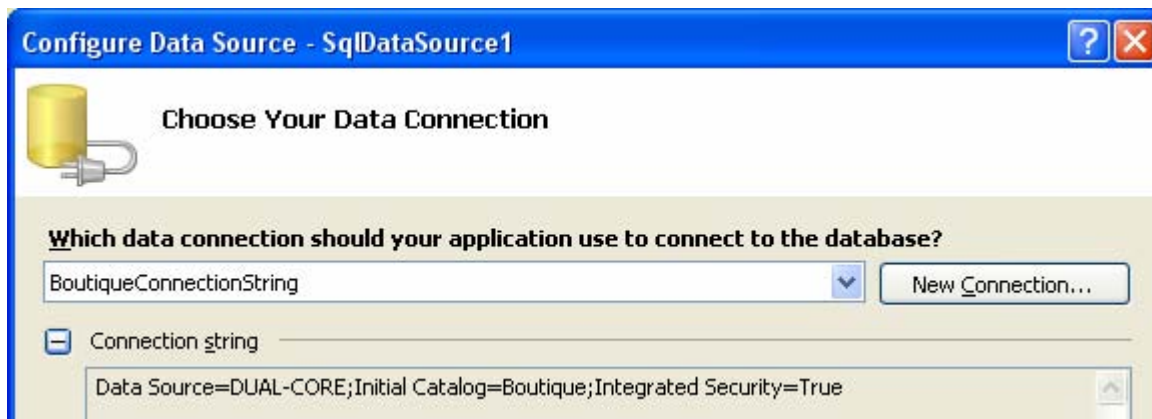 Configure Data Source - SqlDataSource1
Choose Your Data Connection
Which data connection should your application use to connect to the database?
BoutiqueConnectionString
New Connection...
Connection string
Data Source=DUAL-CORE;Initial Catalog=Boutique;Integrated Security=True